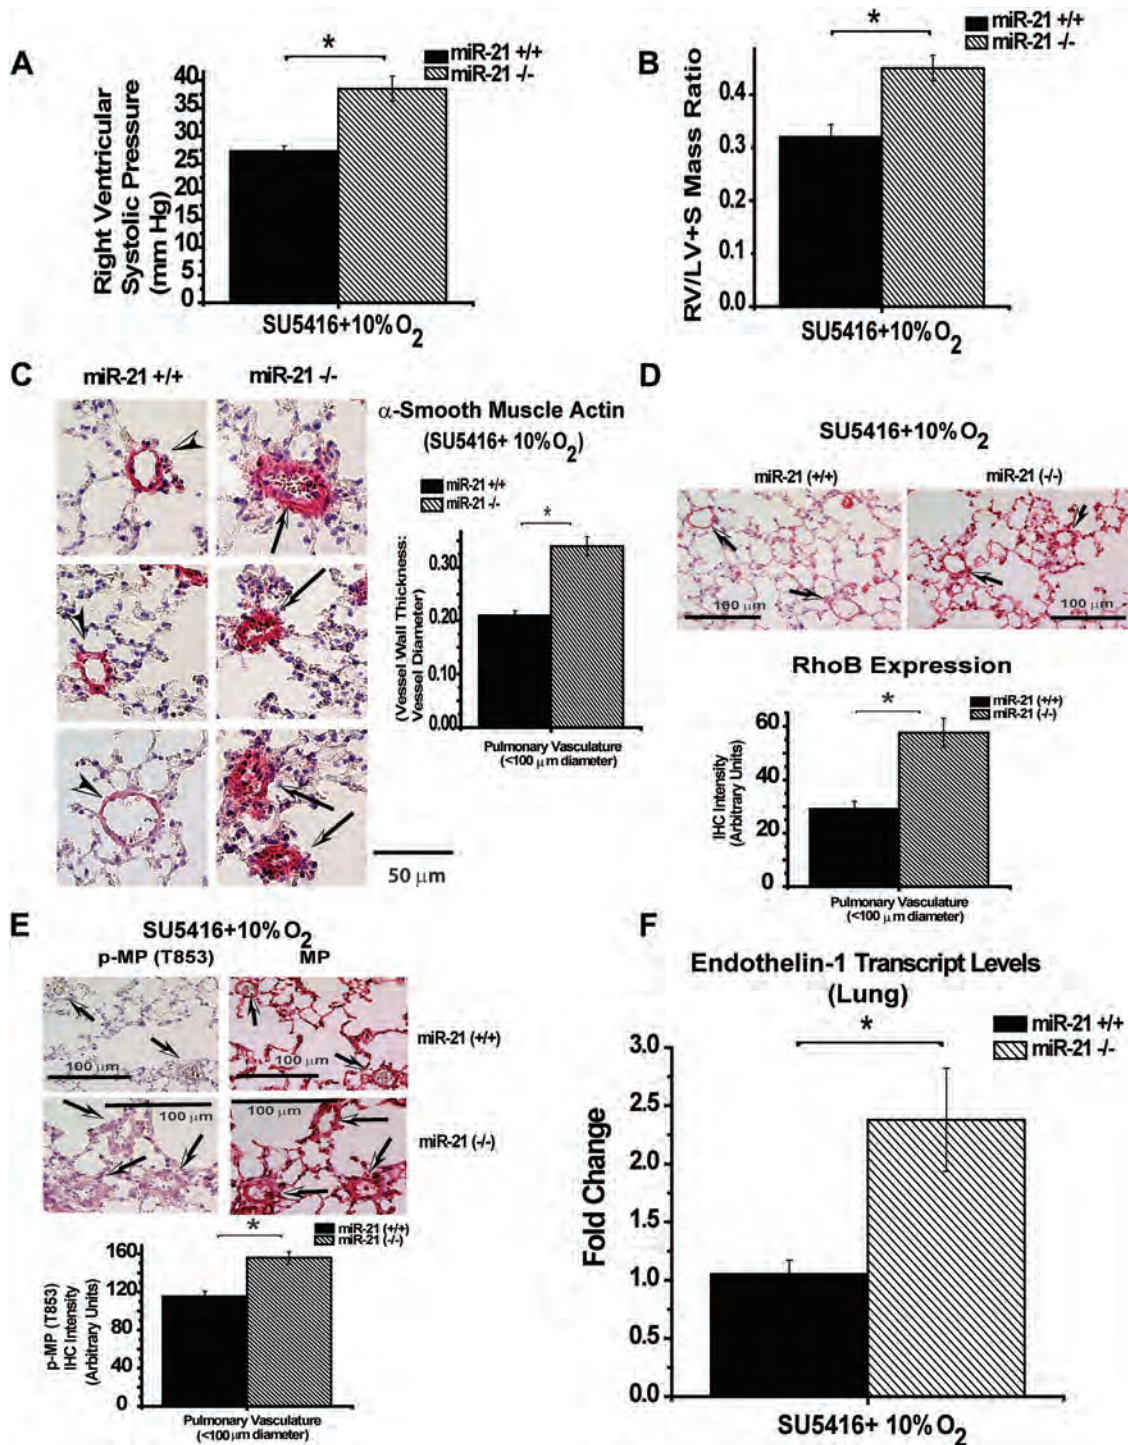 A
*
miR-21 +/+
miR-21 -/-
Right Ventricular
Systolic Pressure
(mm Hg)
40
35
30
25
20
15
10
5
0
SU5416+10%O2
B
*
miR-21 +/+
miR-21 -/-
RV/LV+S Mass Ratio
0.4
0.3
0.2
0.1
0.0
SU5416+10%O2
C
miR-21 +/+
miR-21 -/-
50 μm
α-Smooth Muscle Actin
(SU5416+ 10%O2)
miR-21 +/+
miR-21 -/-
*
(Vessel Wall Thickness:
Vessel Diameter)
0.30
0.20
0.10
0.00
Pulmonary Vasculature
(<100 μm diameter)
D
SU5416+10%O2
miR-21 (+/+)
miR-21 (-/-)
100 μm
100 μm
RhoB Expression
*
miR-21 (+/+)
miR-21 (-/-)
IHC Intensity
(Arbitrary Units)
60
40
20
0
Pulmonary Vasculature
(<100 μm diameter)
E
SU5416+10%O2
p-MP (T853)
MP
100 μm
100 μm
miR-21 (+/+)
100 μm
100 μm
miR-21 (-/-)
*
miR-21 (+/+)
miR-21 (-/-)
p-MP (T853)
IHC Intensity
(Arbitrary Units)
160
120
80
40
0
Pulmonary Vasculature
(<100 μm diameter)
F
Endothelin-1 Transcript Levels
(Lung)
*
miR-21 +/+
miR-21 -/-
Fold Change
3.0
2.5
2.0
1.5
1.0
0.5
0.0
SU5416+ 10%O2